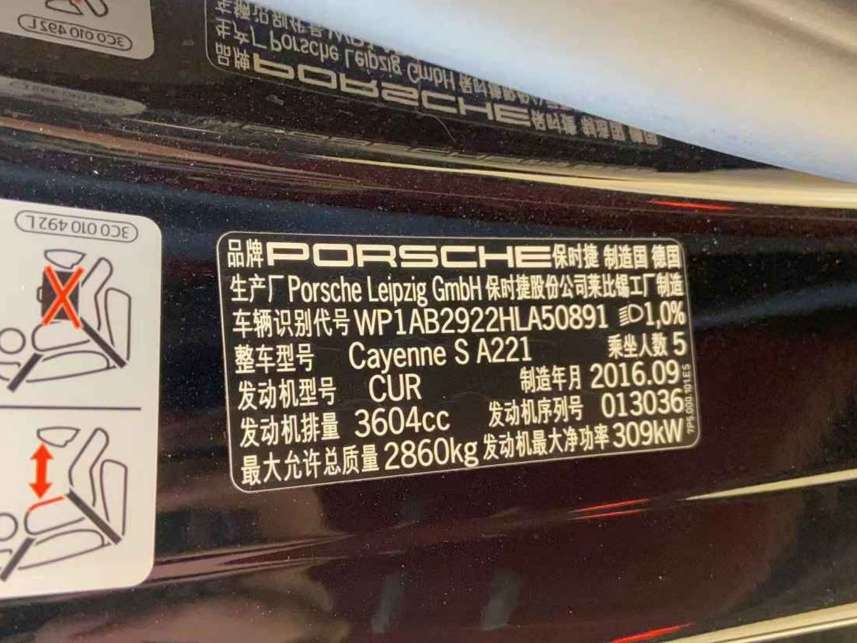 3C0 010 492 L
品牌 PORSCHE 保时捷 制造国 德国
生产厂 Porsche Leipzig GmbH 保时捷股份公司莱比锡工厂制造
车辆识别代号 WP1AB2922HLA50891 1,0%
整车型号 Cayenne S A221 乘坐人数 5
发动机型号 CUR 制造年月 2016.09
发动机排量 3604cc 发动机序列号 013036
最大允许总质量 2860kg 发动机最大净功率 309kW
7P5.000.101.ES